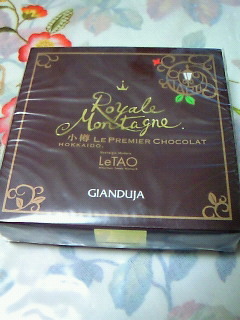 Royale
Montagne.
小樽 LE PREMIER CHOCOLAT
HOKKAIDO.
LeTAO
GIANDUJA